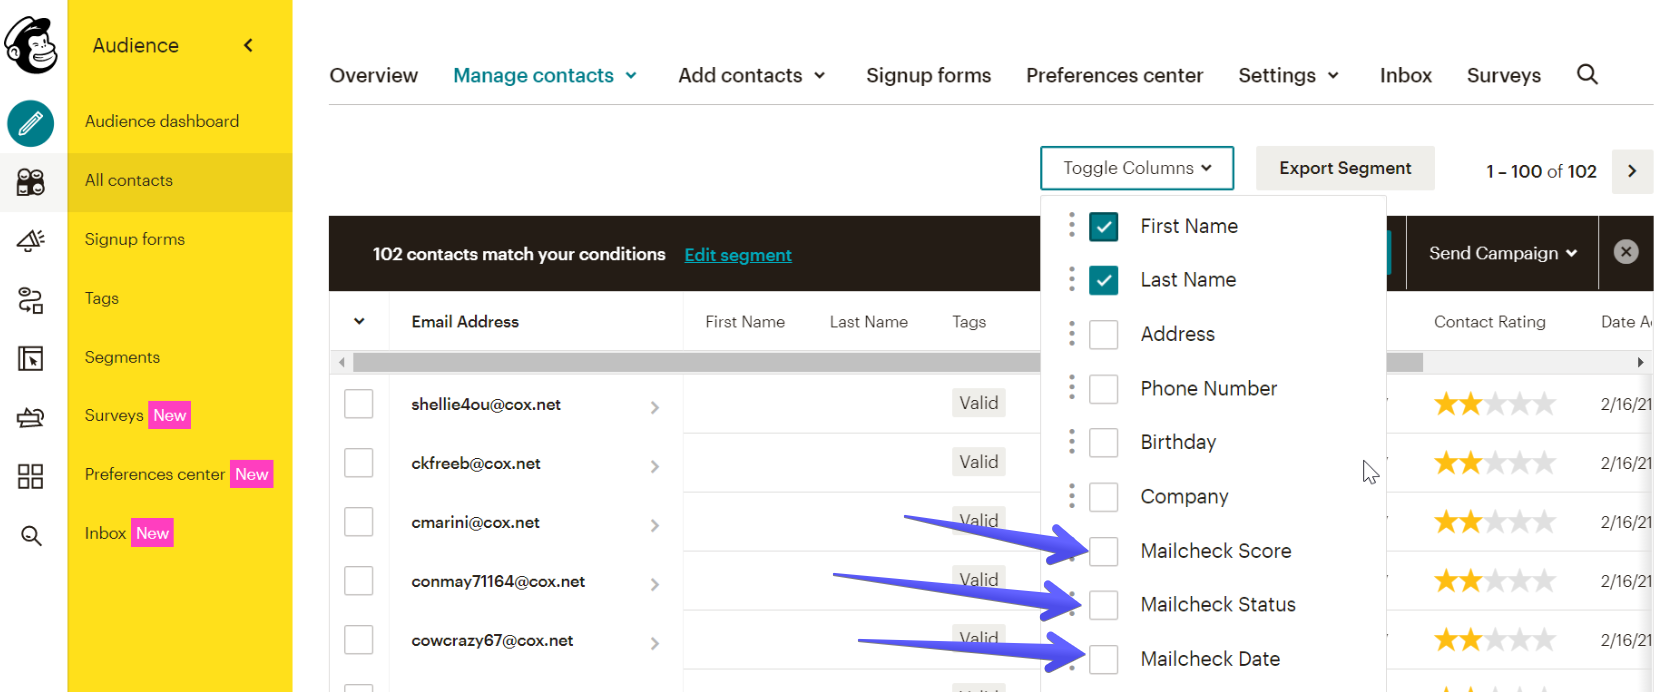 Audience
Audience dashboard
All contacts
Signup forms
Tags
Segments
Surveys New
Preferences center New
Inbox New
Overview Manage contacts Add contacts Signup forms Preferences center Settings Inbox Surveys
Toggle Columns Export Segment 1 – 100 of 102
102 contacts match your conditions Edit segment Send Campaign
Email Address First Name Last Name Tags Contact Rating Date A
shellie4ou@cox.net Valid 2/16/21
ckfreeb@cox.net Valid 2/16/21
cmarini@cox.net Valid 2/16/21
conmay71164@cox.net Valid 2/16/21
cowcrazy67@cox.net Valid 2/16/21
First Name
Last Name
Address
Phone Number
Birthday
Company
Mailcheck Score
Mailcheck Status
Mailcheck Date